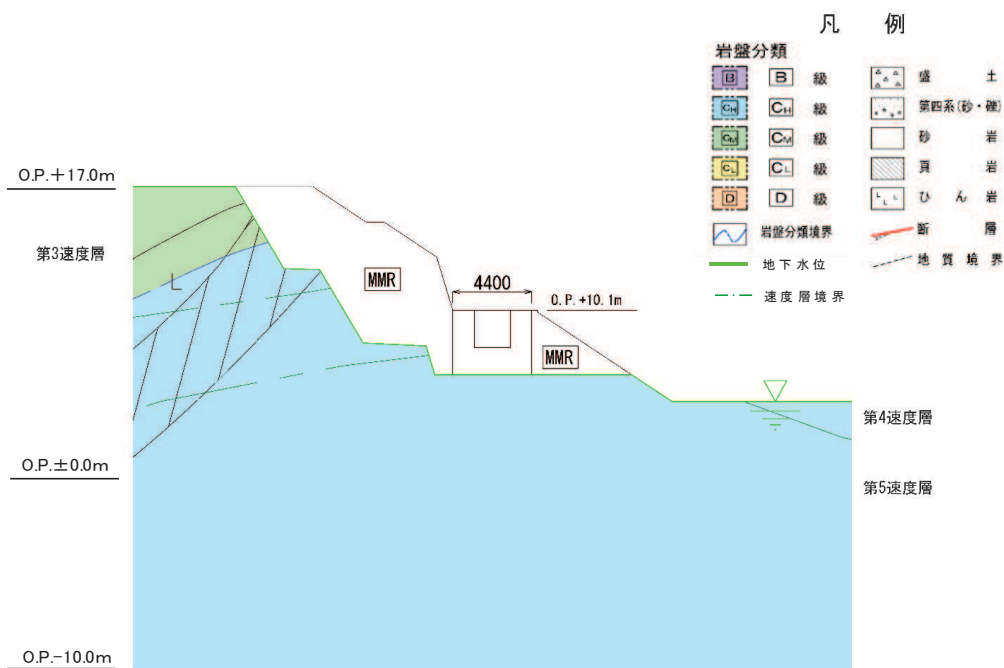 凡 例
岩盤分類
B B 級
CH CH 級
CM CM 級
CL CL 級
D D 級
岩盤分類境界
地下水位
速度層境界
盛 土
第四系(砂・礫)
砂 岩
頁 岩
ひ ん 岩
断 層
地 質 境 界
O.P.+17.0m
第3速度層
L
MMR
4400
O.P.+10.1m
MMR
第4速度層
O.P.±0.0m
第5速度層
O.P.-10.0m